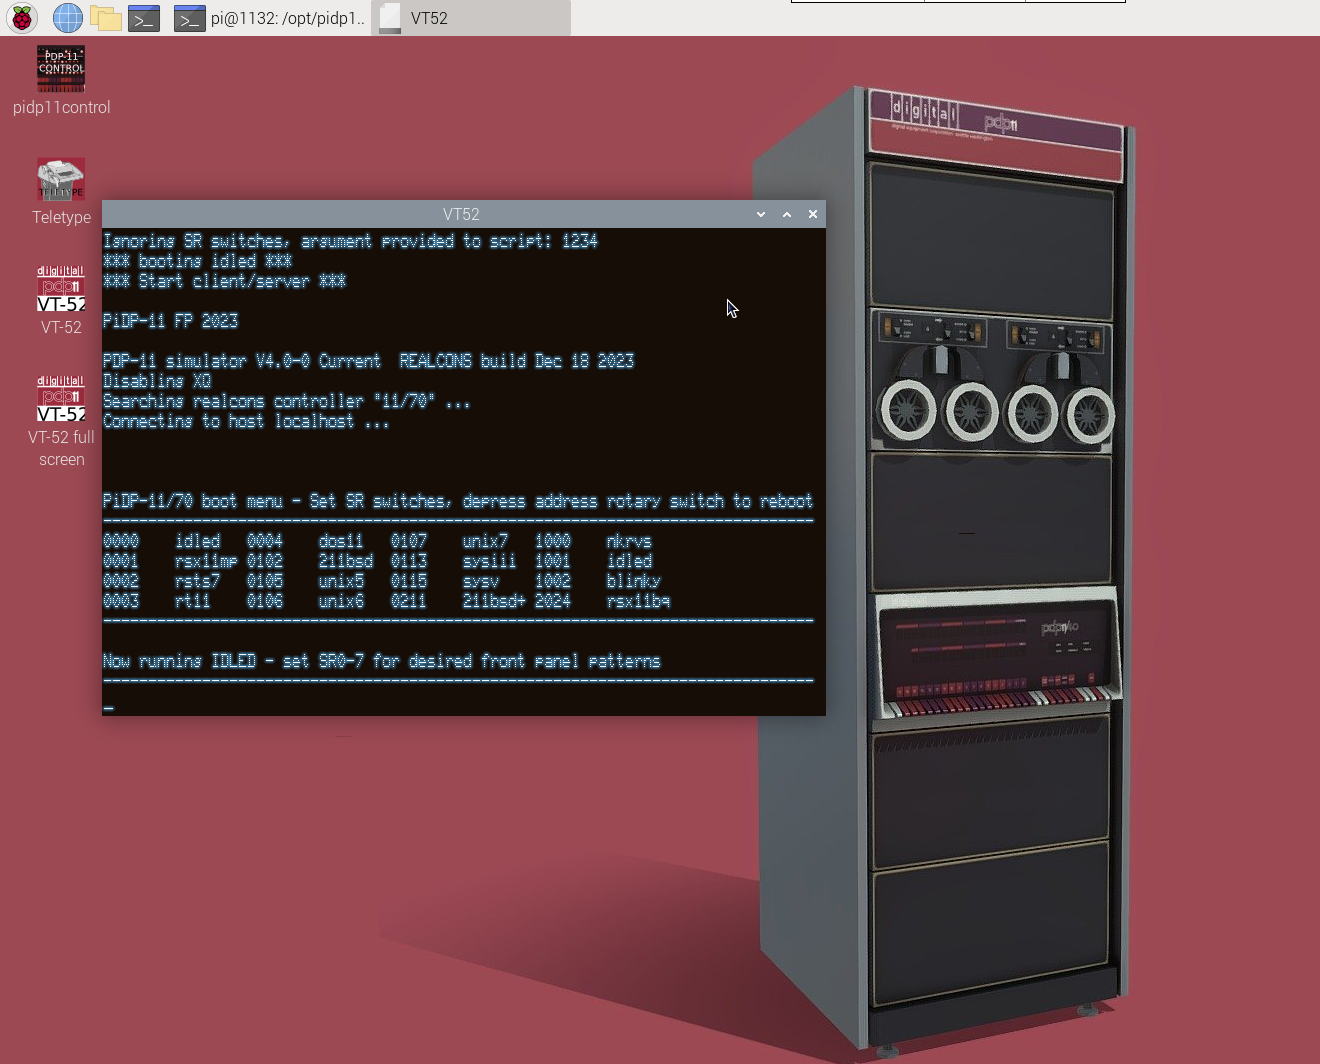 pi@1132: /opt/pidp1..
VT52
PDP-11
CONTROL
pidp11control
TELETYPE
Teletype
digital
pdp11
VT-52
VT-52
digital
pdp11
VT-52
VT-52 full
screen
VT52
Ignoring SR switches, argument provided to script: 1234
*** booting idled ***
*** Start client/server ***
PiDP-11 FP 2023
PDP-11 simulator V4.0-0 Current  REALCONS build Dec 18 2023
Disabling XQ
Searching realcons controller "11/70" ...
Connecting to host localhost ...
PiDP-11/70 boot menu - Set SR switches, depress address rotary switch to reboot
0000 idled 0004 dos11 0107 unix7 1000 nkrvs
0001 rsx11mp 0102 211bsd 0113 sysiii 1001 idled
0002 rsts7 0105 unix5 0115 sysv 1002 blinky
0003 rt11 0106 unix6 0211 211bsd+ 2024 rsx11bq
Now running IDLED - set SR0-7 for desired front panel patterns
digital pdp11
digital equipment corporation